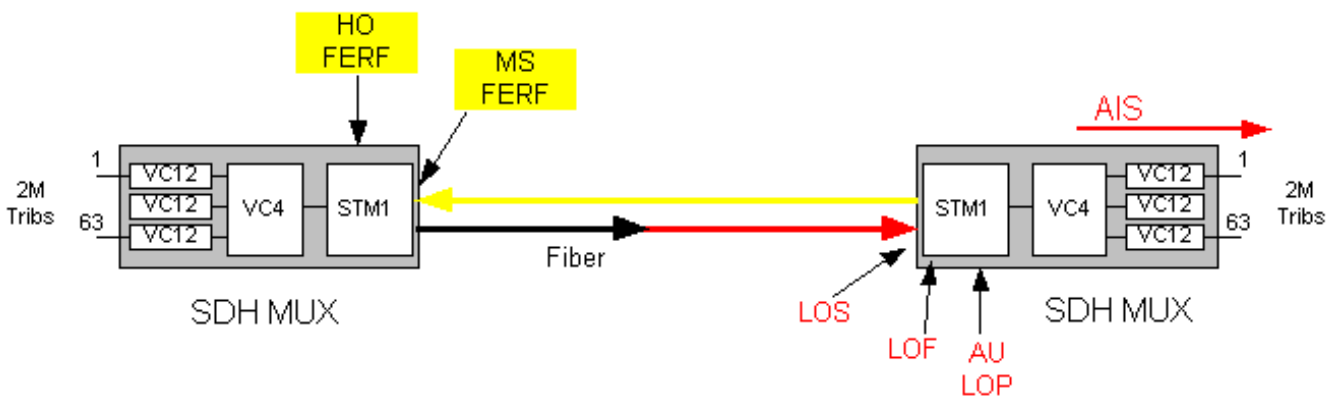 HO
FERF
MS
FERF
AIS
1
2M
Tribs
63
VC12
VC12
VC12
VC4
STM1
Fiber
STM1
VC4
VC12
VC12
VC12
1
63
2M
Tribs
SDH MUX
LOS
LOF
AU
LOP
SDH MUX